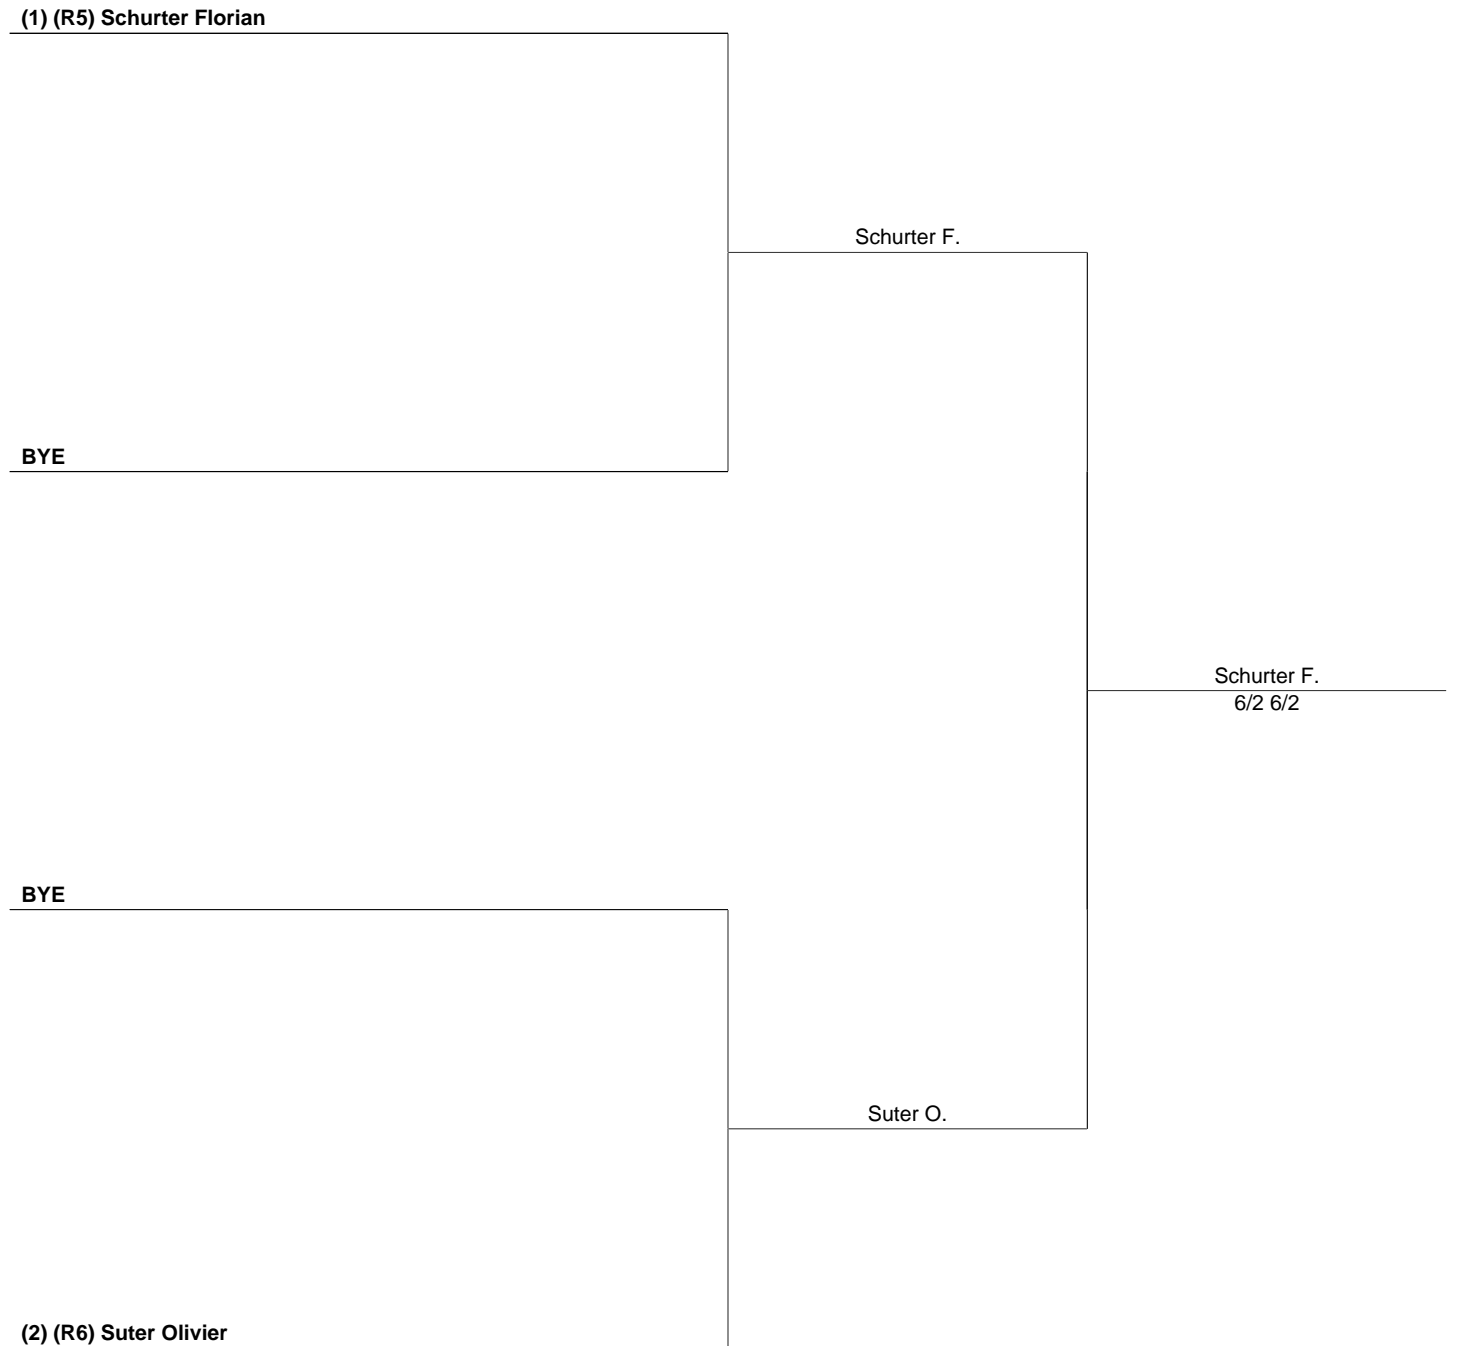 (1) (R5) Schurter Florian
Schurter F.
BYE
Schurter F.
6/2 6/2
BYE
Suter O.
(2) (R6) Suter Olivier